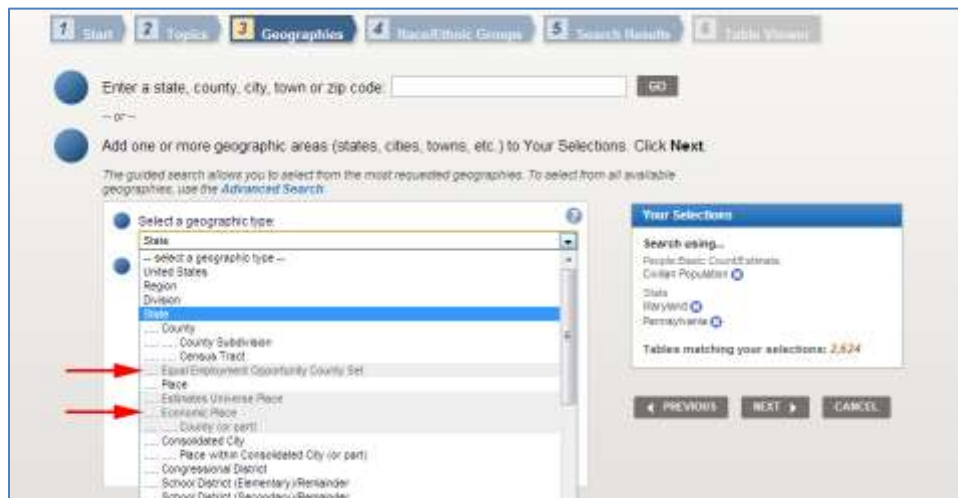 1 Start 2 Topics 3 Geographies 4 Race/Ethnic Groups 5 Search Results 6 Table Viewer
Enter a state, county, city, town or zip code: GO
-- or --
Add one or more geographic areas (states, cities, towns, etc.) to Your Selections. Click Next.
The guided search allows you to select from the most requested geographies. To select from all available
geographies, use the Advanced Search.
Select a geographic type:
State
-- select a geographic type --
United States
Region
Division
State
.... County
.... .... County Subdivision
.... .... Census Tract
.... Equal Employment Opportunity County Set
.... Place
.... Estimates Universe Place
.... Economic Place
.... .... County (or part)
.... Consolidated City
.... .... Place within Consolidated City (or part)
.... Congressional District
.... School District (Elementary)/Remainder
.... School District (Secondary)/Remainder
Your Selections
Search using...
People:Basic Count/Estimate:
Civilian Population
State
Maryland
Pennsylvania
Tables matching your selections: 2,624
PREVIOUS NEXT CANCEL